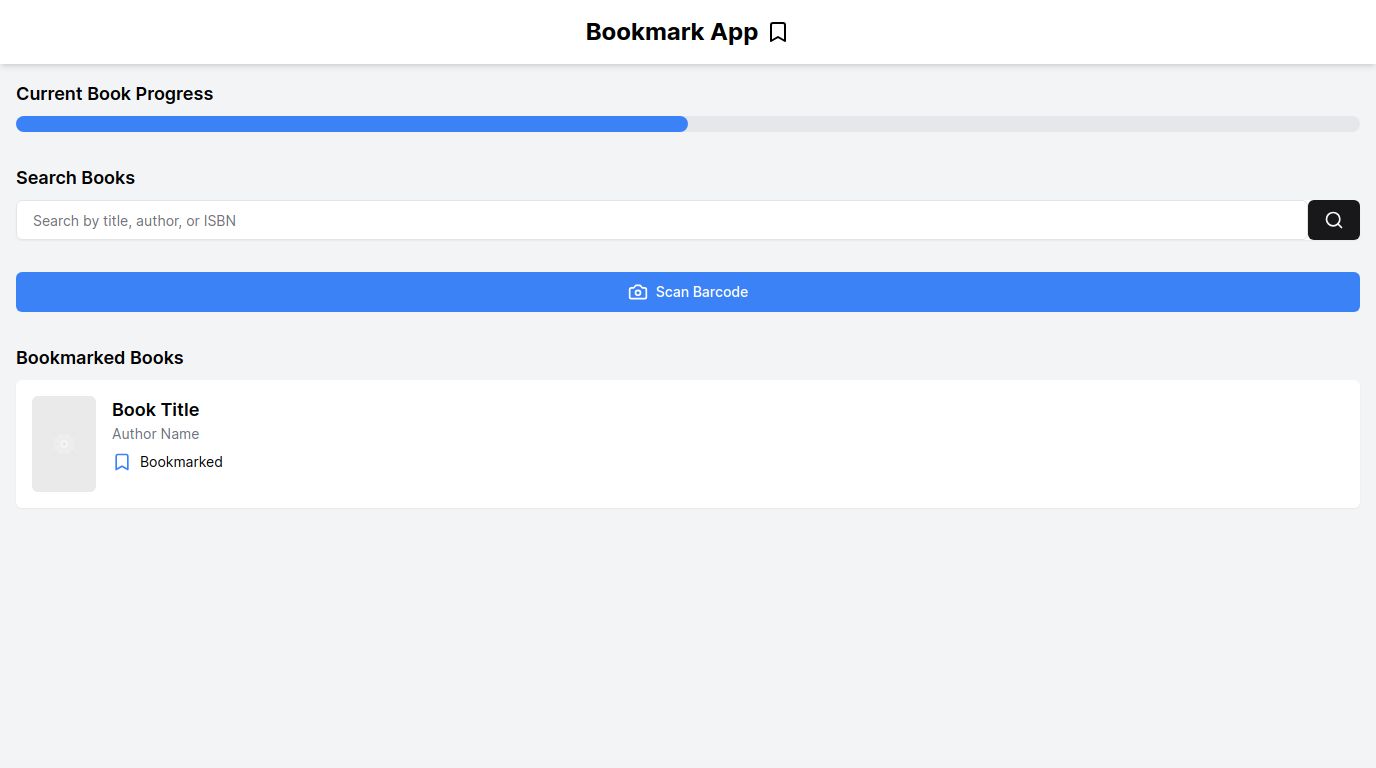 Bookmark App
Current Book Progress
Search Books
Search by title, author, or ISBN
Scan Barcode
Bookmarked Books
Book Title
Author Name
Bookmarked